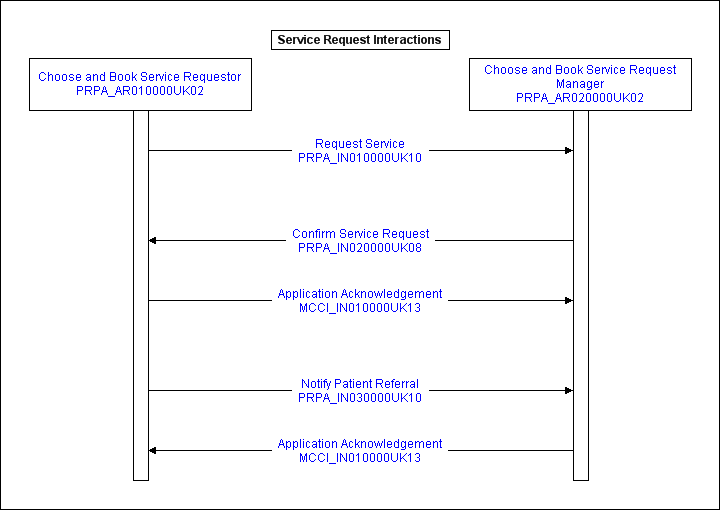 Service Request Interactions
Choose and Book Service Requestor
PRPA_AR010000UK02
Choose and Book Service Request
Manager
PRPA_AR020000UK02
Request Service
PRPA_IN010000UK10
Confirm Service Request
PRPA_IN020000UK08
Application Acknowledgement
MCCI_IN010000UK13
Notify Patient Referral
PRPA_IN030000UK10
Application Acknowledgement
MCCI_IN010000UK13